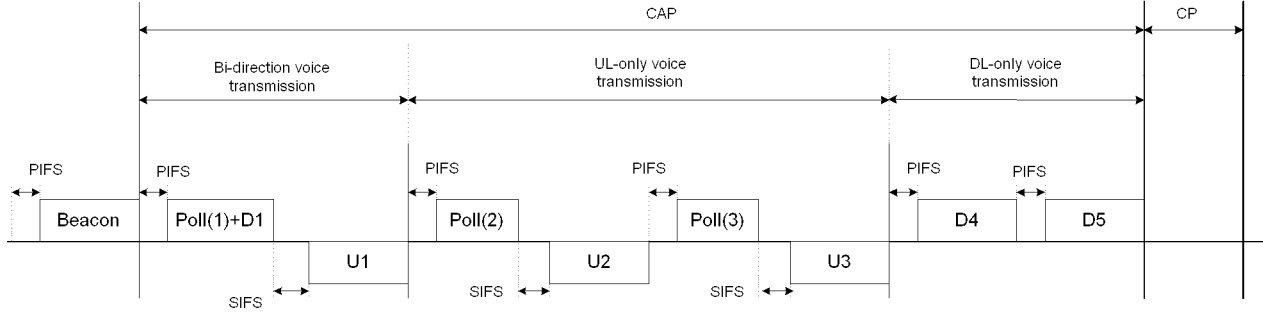 CAP
CP
Bi-direction voice
transmission
UL-only voice
transmission
DL-only voice
transmission
PIFS
PIFS
PIFS
PIFS
PIFS
PIFS
Beacon
Poll(1)+D1
Poll(2)
Poll(3)
D4
D5
U1
U2
U3
SIFS
SIFS
SIFS